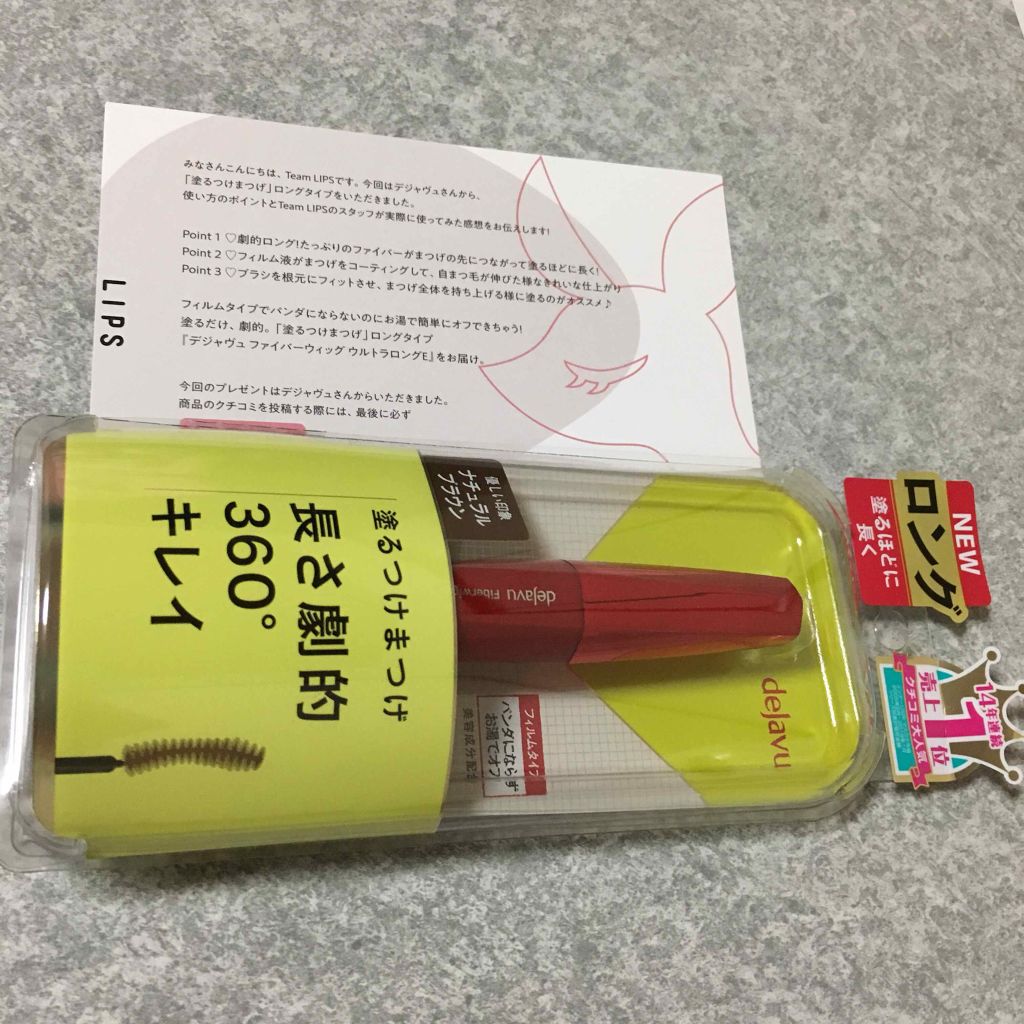 みなさんこんにちは、Team LIPSです。今回はデジャヴュさんから、
「塗るつけまつげ」ロングタイプをいただきました。
使い方のポイントとTeam LIPSのスタッフが実際に使ってみた感想をお伝えします!
Point 1 ♡劇的ロング!たっぷりのファイバーがまつげの先につながって塗るほどに長く!
Point 2 ♡フィルム液がまつげをコーティングして、自まつ毛が伸びた様なきれいな仕上がり
Point 3 ♡ブラシを根元にフィットさせ、まつげ全体を持ち上げる様に塗るのがオススメ♪
フィルムタイプでパンダにならないのにお湯で簡単にオフできちゃう!
塗るだけ、劇的。「塗るつけまつげ」ロングタイプ
『デジャヴュ ファイバーウィッグ ウルトラロングE』をお届け。
今回のプレゼントはデジャヴュさんからいただきました。
商品のクチコミを投稿する際には、最後に必ず
LIPS
NEW
ロング
塗るほどに
長く
14年連続
売上
1位
クチコミ大人気
dejavu
優しい印象
ナチュラル
ブラウン
dejavu Fiberwi
フィルムタイプ
パンダにならず
お湯でオフ
美容成分配合
塗るつけまつげ
長さ劇的
360°
キレイ